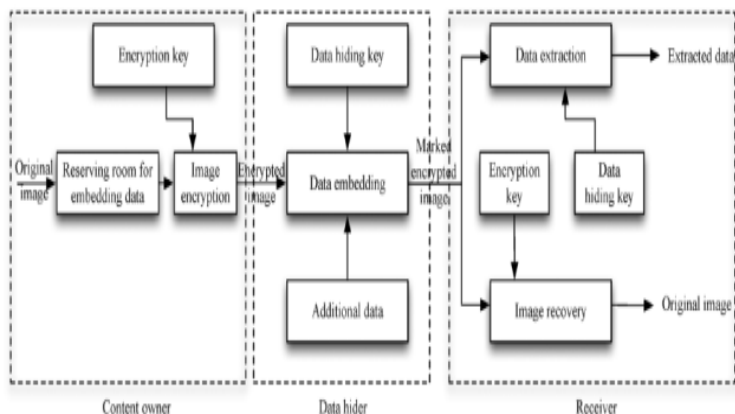 Encryption key
Data hiding key
Data extraction
Extracted data
Original
image
Reserving room for
embedding data
Image
encryption
Encrypted
image
Data embedding
Marked
encrypted
image
Encryption
key
Data
hiding key
Additional data
Image recovery
Original image
Content owner
Data hider
Receiver